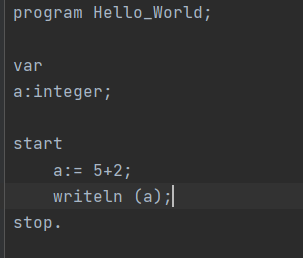 program Hello_World;
var
a:integer;
start
a:= 5+2;
writeln (a);
stop.